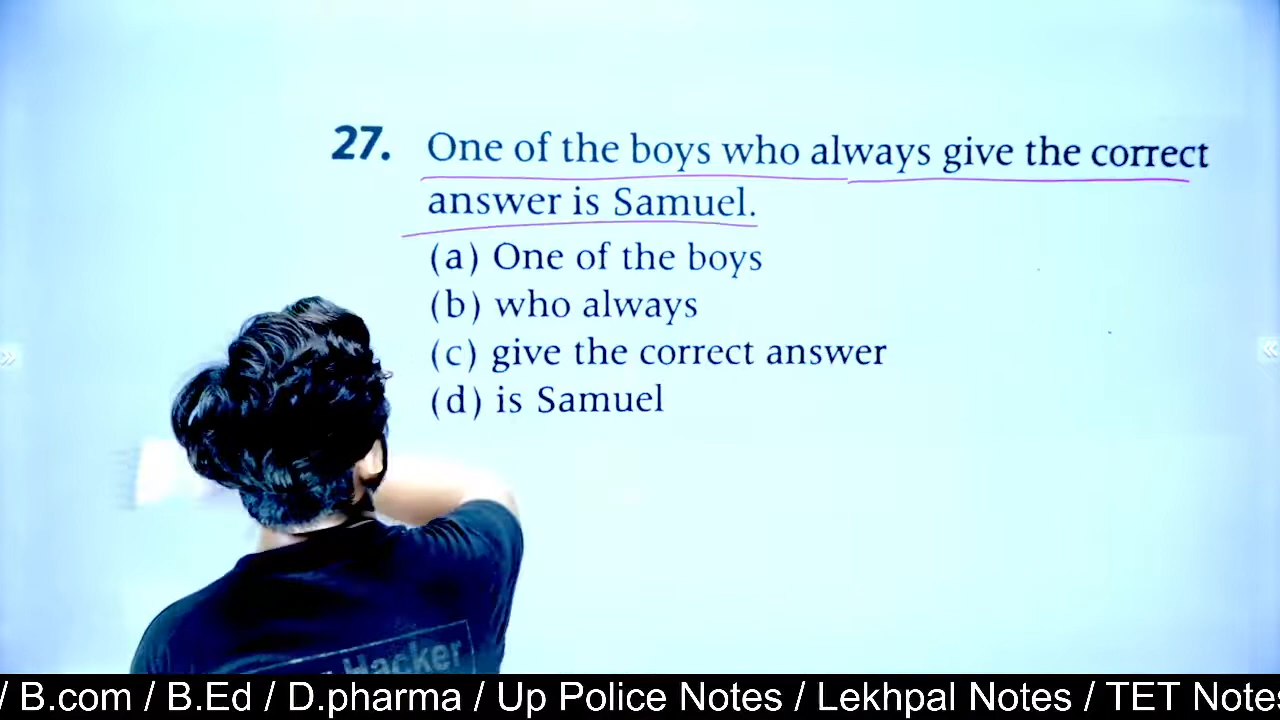 27. One of the boys who always give the correct
answer is Samuel.
(a) One of the boys
(b) who always
(c) give the correct answer
(d) is Samuel
Hacker
/ B.com / B.Ed / D.pharma / Up Police Notes / Lekhpal Notes / TET Notes